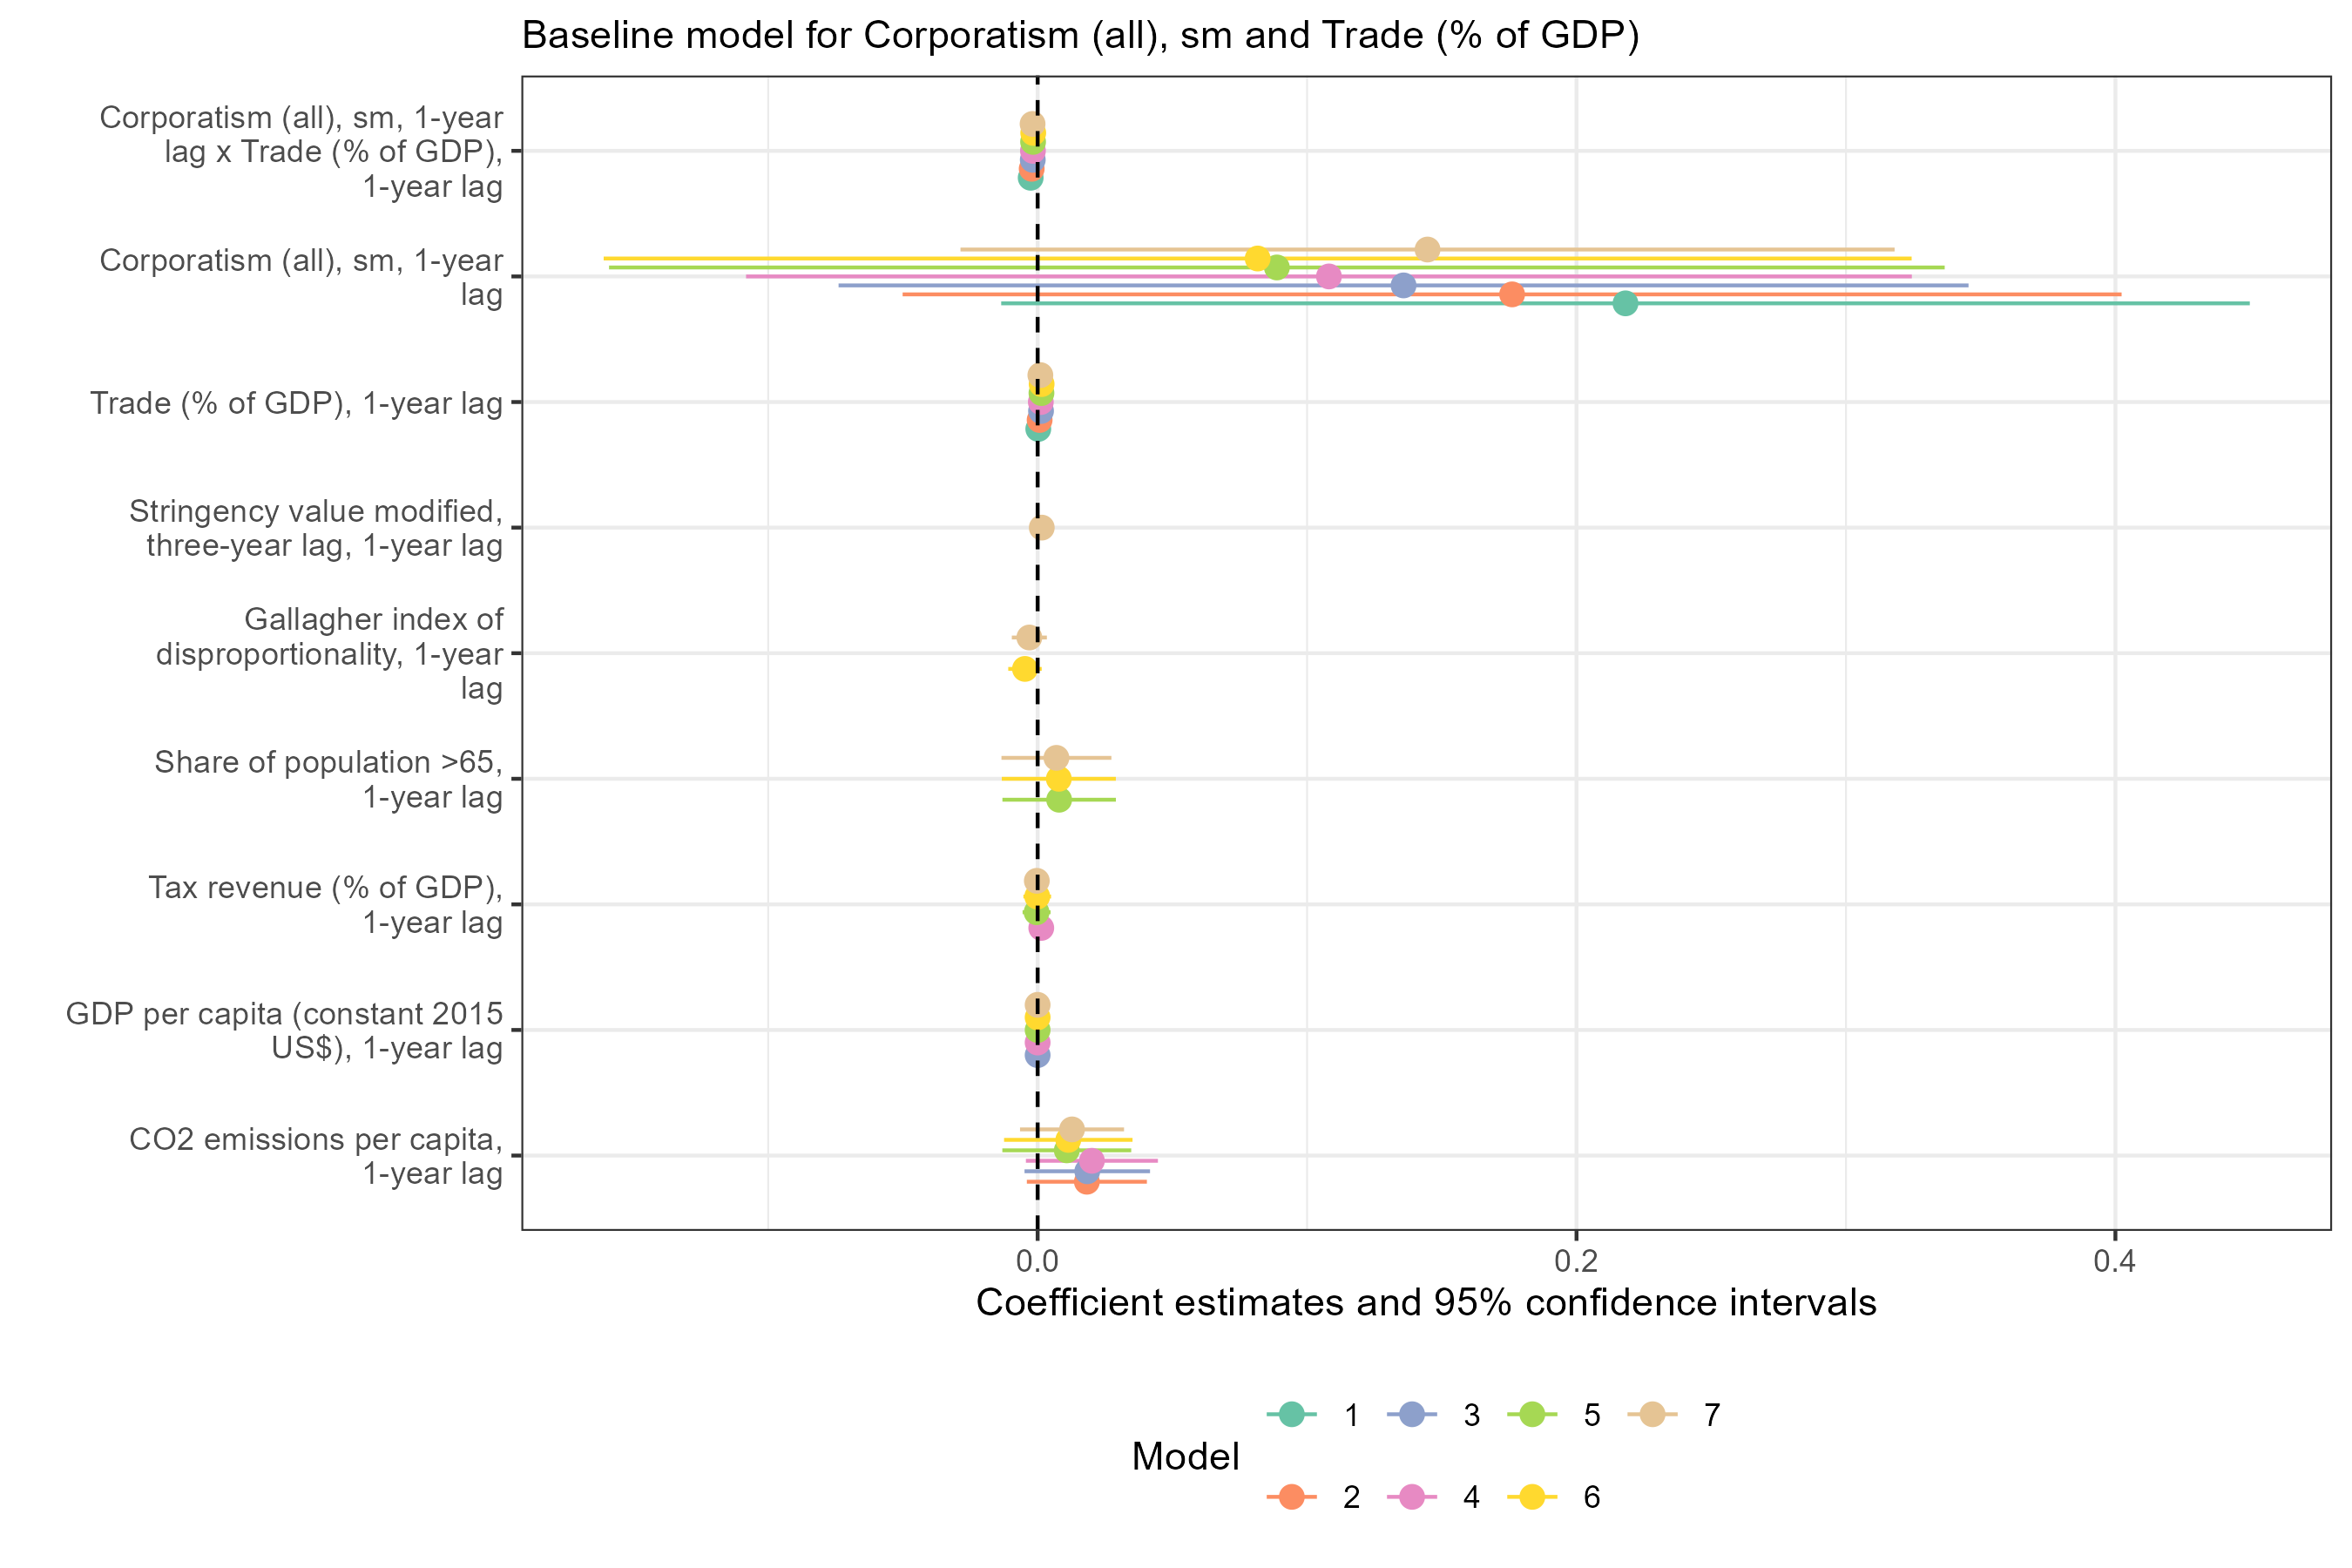 Baseline model for Corporatism (all), sm and Trade (% of GDP)
Corporatism (all), sm, 1-year
lag x Trade (% of GDP),
1-year lag
Corporatism (all), sm, 1-year
lag
Trade (% of GDP), 1-year lag
Stringency value modified,
three-year lag, 1-year lag
Gallagher index of
disproportionality, 1-year
lag
Share of population >65,
1-year lag
Tax revenue (% of GDP),
1-year lag
GDP per capita (constant 2015
US$), 1-year lag
CO2 emissions per capita,
1-year lag
0.0 0.2 0.4
Coefficient estimates and 95% confidence intervals
Model
1 3 5 7
2 4 6